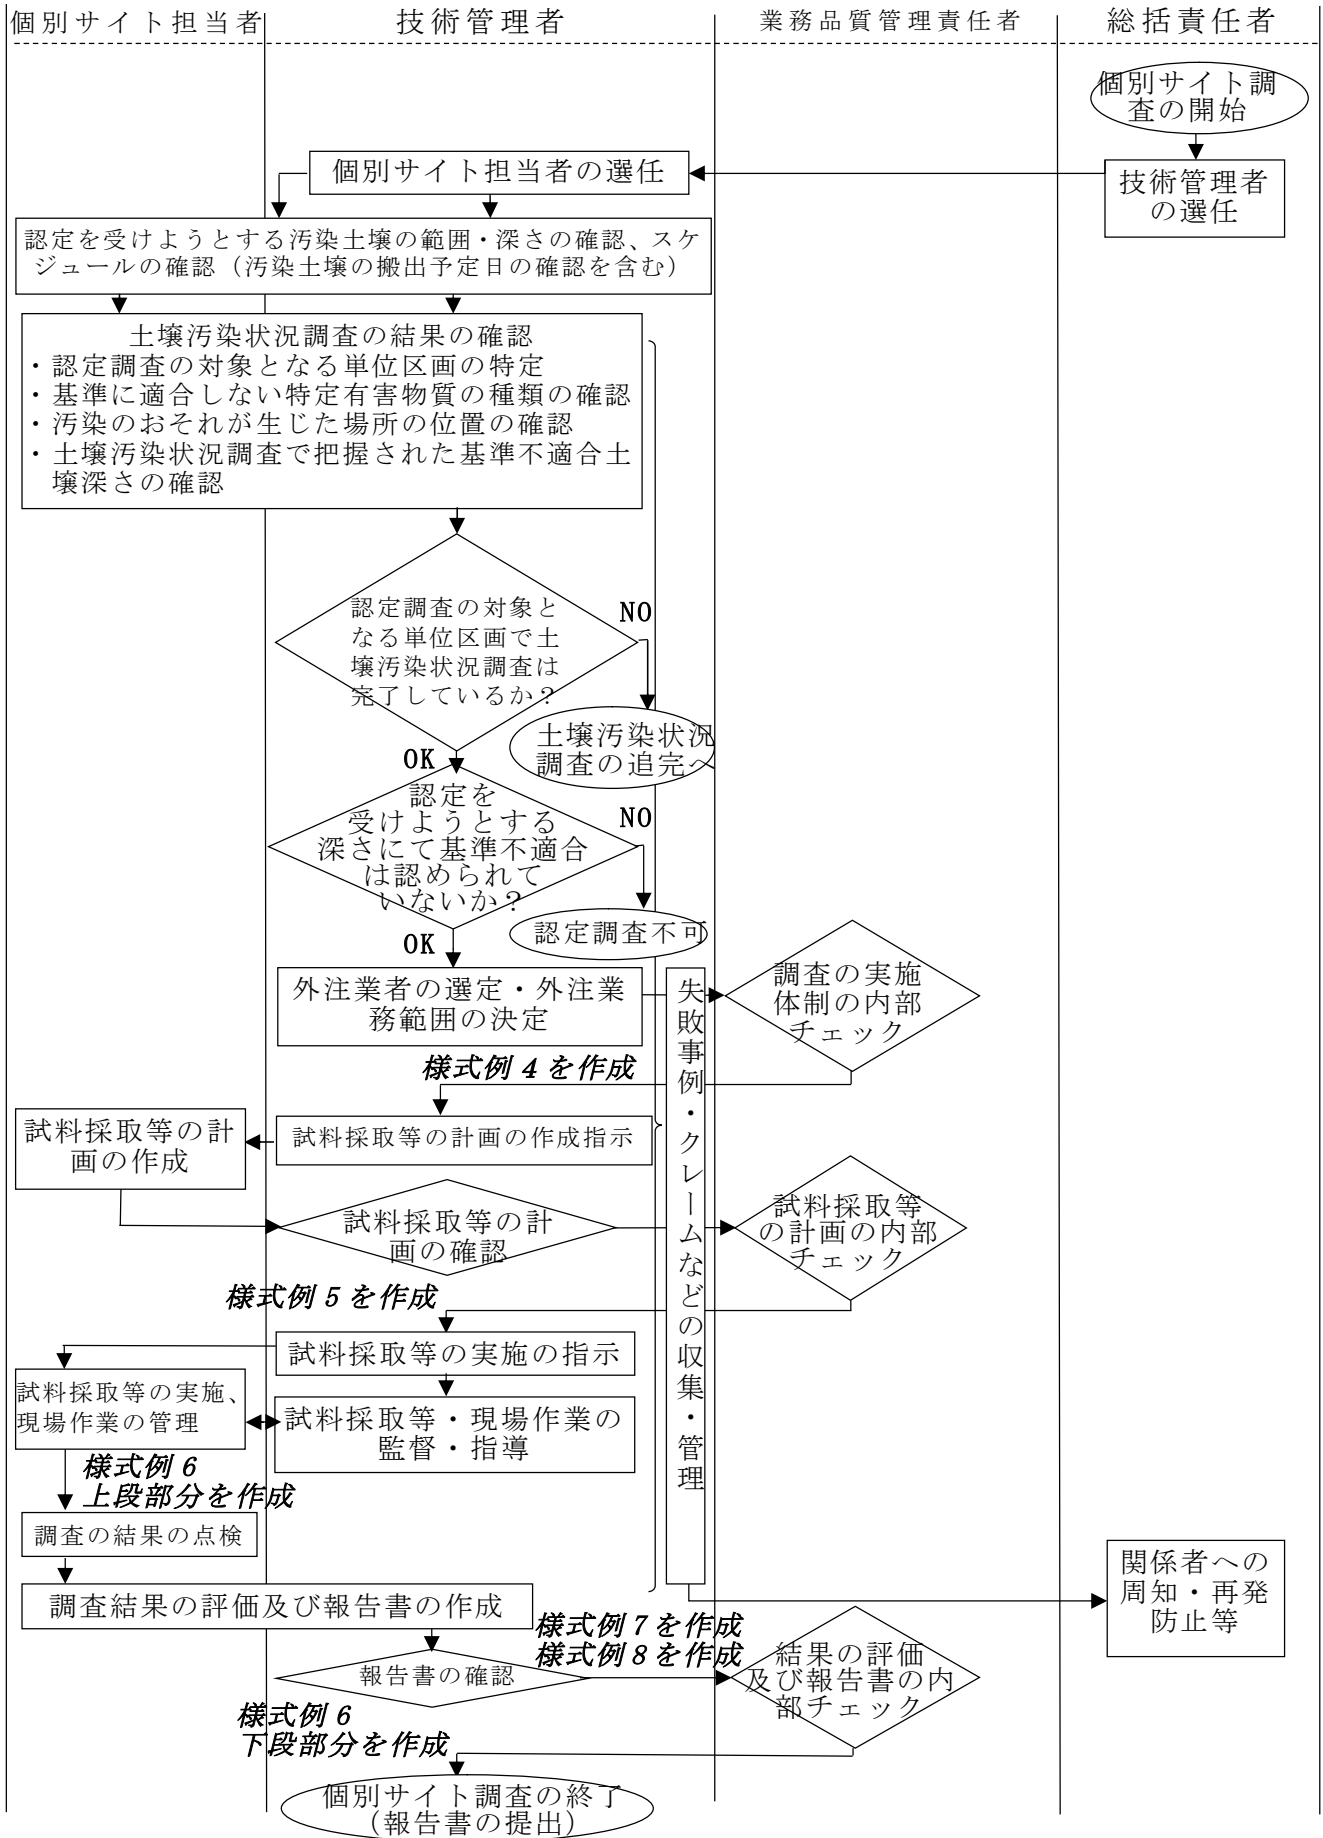 個別サイト担当者
技術管理者
業務品質管理責任者
総括責任者
個別サイト調
査の開始
技術管理者
の選任
個別サイト担当者の選任
認定を受けようとする汚染土壌の範囲・深さの確認、スケ
ジュールの確認（汚染土壌の搬出予定日の確認を含む）
土壌汚染状況調査の結果の確認
・認定調査の対象となる単位区画の特定
・基準に適合しない特定有害物質の種類の確認
・汚染のおそれが生じた場所の位置の確認
・土壌汚染状況調査で把握された基準不適合土
壌深さの確認
認定調査の対象と
なる単位区画で土
壌汚染状況調査は
完了しているか？
NO
土壌汚染状況
調査の追完へ
OK
認定を
受けようとする
深さにて基準不適合
は認められて
いないか？
NO
認定調査不可
OK
外注業者の選定・外注業
務範囲の決定
調査の実施
体制の内部
チェック
様式例４を作成
試料採取等の計画の作成指示
試料採取等の計
画の作成
試料採取等の計
画の確認
試料採取等
の計画の内部
チェック
様式例５を作成
試料採取等の実施の指示
試料採取等の実施、
現場作業の管理
試料採取等・現場作業の
監督・指導
失敗事例・クレームなどの収集・管理
様式例６
上段部分を作成
調査の結果の点検
調査結果の評価及び報告書の作成
関係者への
周知・再発
防止等
様式例７を作成
様式例８を作成
報告書の確認
結果の評価
及び報告書の内
部チェック
様式例６
下段部分を作成
個別サイト調査の終了
（報告書の提出）